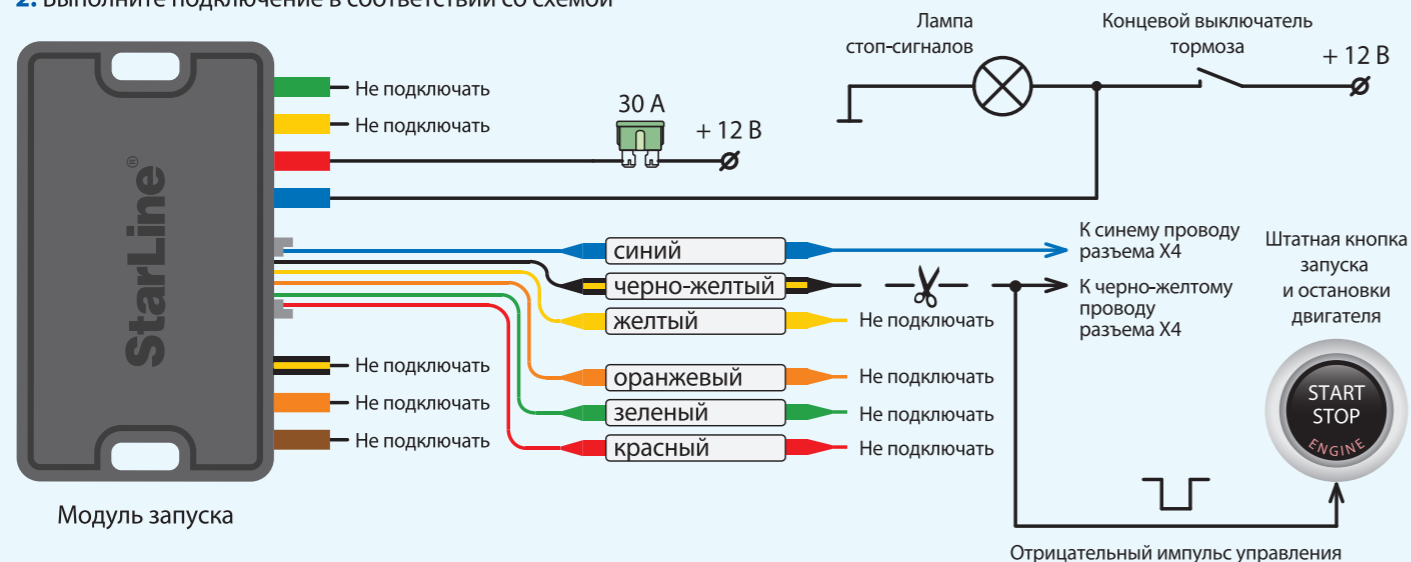 2. Выполните подключение в соответствии со схемой
Лампа
стоп-сигналов
Концевой выключатель
тормоза
+ 12 В
Не подключать
Не подключать
30 А
+ 12 В
StarLine®
синий
К синему проводу
разъема X4
черно-желтый
К черно-желтому
проводу
разъема X4
желтый
Не подключать
Штатная кнопка
запуска
и остановки
двигателя
Не подключать
Не подключать
Не подключать
оранжевый
Не подключать
зеленый
Не подключать
красный
Не подключать
START
STOP
ENGINE
Модуль запуска
Отрицательный импульс управления